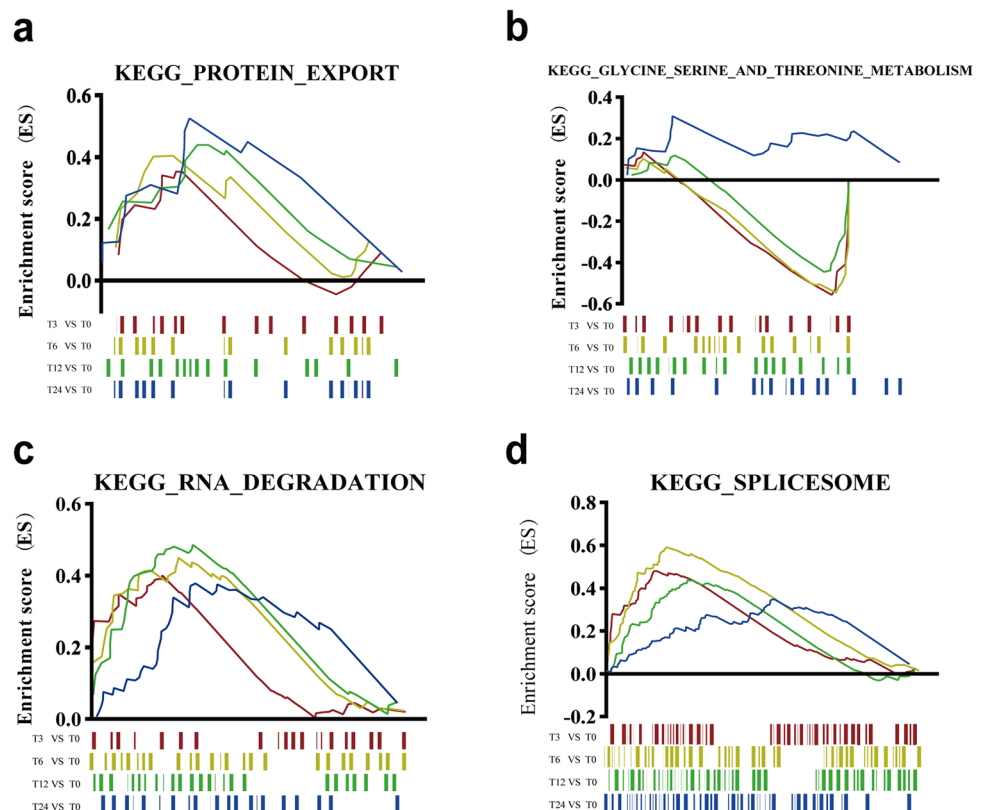 a
KEGG_PROTEIN_EXPORT
Enrichment score (ES)
0.6
0.4
0.2
0.0
T3 VS T0
T6 VS T0
T12 VS T0
T24 VS T0
b
KEGG_GLYCINE_SERINE_AND_THREONINE_METABOLISM
Enrichment score (ES)
0.4
0.2
0.0
-0.2
-0.4
-0.6
T3 VS T0
T6 VS T0
T12 VS T0
T24 VS T0
c
KEGG_RNA_DEGRADATION
Enrichment score (ES)
0.6
0.4
0.2
0.0
T3 VS T0
T6 VS T0
T12 VS T0
T24 VS T0
d
KEGG_SPLICESOME
Enrichment score (ES)
0.8
0.6
0.4
0.2
0.0
-0.2
T3 VS T0
T6 VS T0
T12 VS T0
T24 VS T0